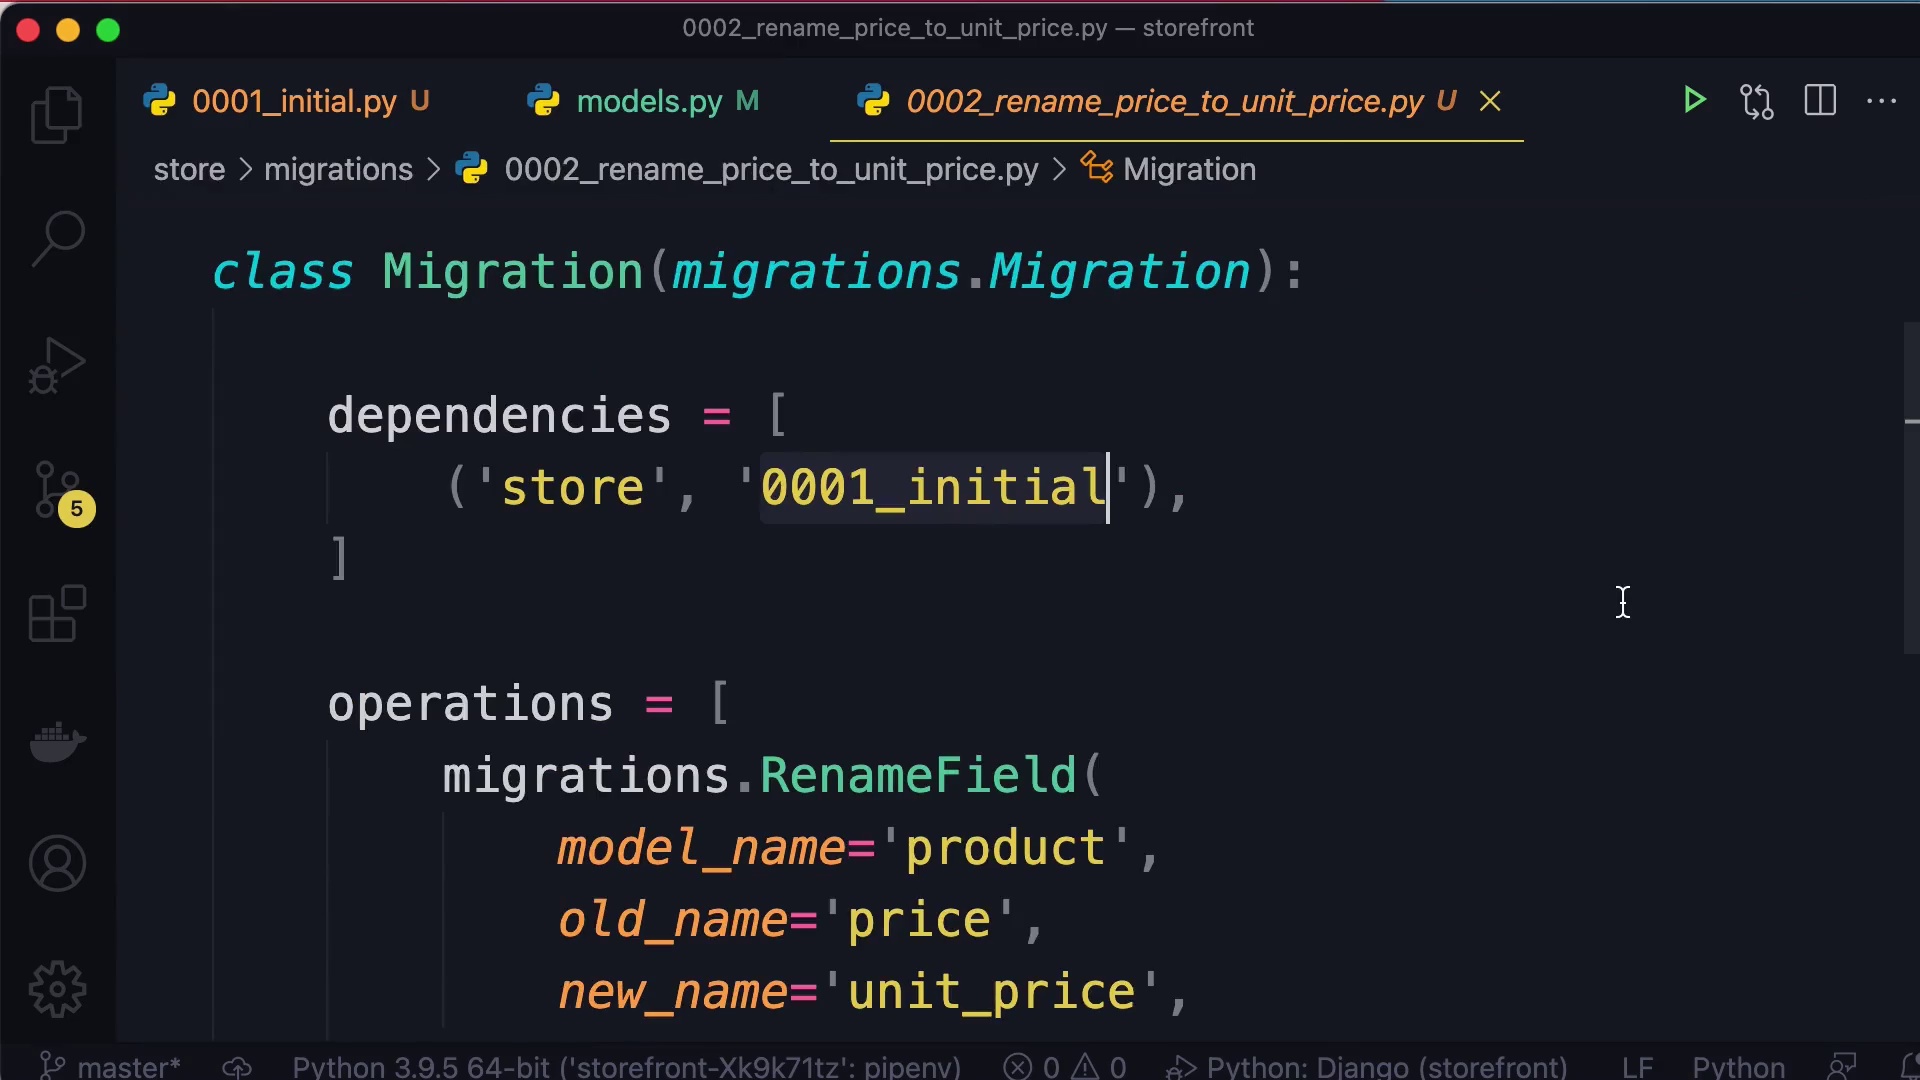 0002_rename_price_to_unit_price.py — storefront
0001_initial.py U
models.py M
0002_rename_price_to_unit_price.py U
store > migrations > 0002_rename_price_to_unit_price.py > Migration
class Migration(migrations.Migration):
dependencies = [
('store', '0001_initial'),
]
operations = [
migrations.RenameField(
model_name='product',
old_name='price',
new_name='unit_price',
5
master* Python 3.9.5 64-bit ('storefront-Xk9k71tz': pipenv) 0 0 Python: Django (storefront) LF Python